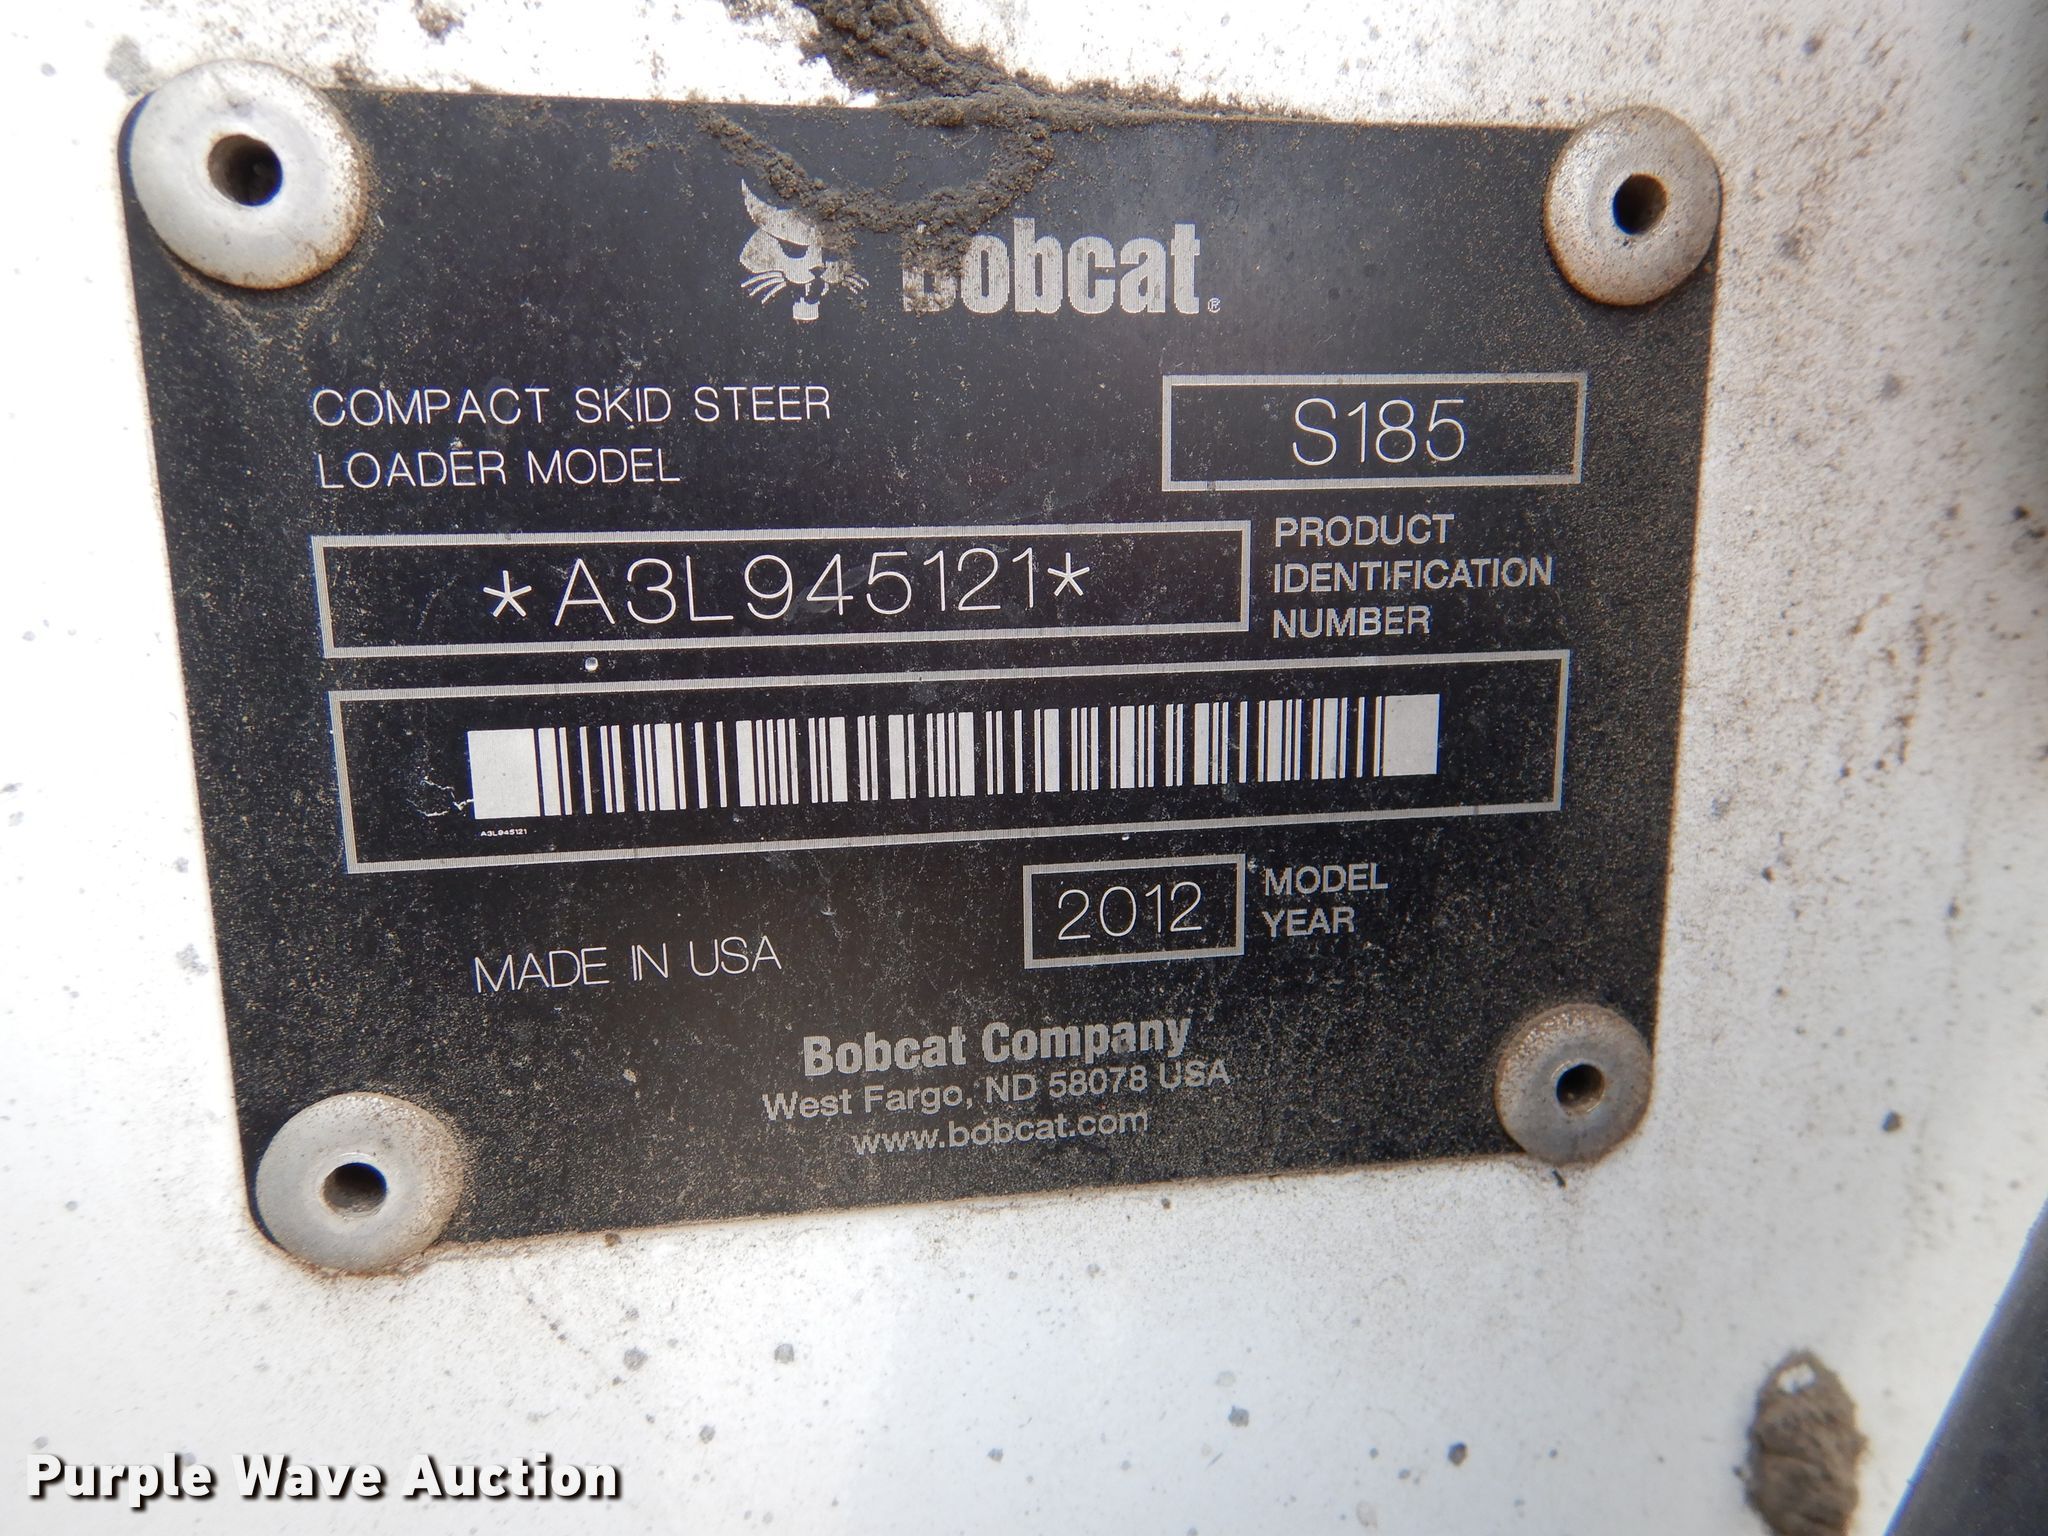 Bobcat®
COMPACT SKID STEER
LOADER MODEL
S185
*A3L945121*
PRODUCT
IDENTIFICATION
NUMBER
A3L945121
MADE IN USA
2012
MODEL
YEAR
Bobcat Company
West Fargo, ND 58078 USA
www.bobcat.com
Purple Wave Auction